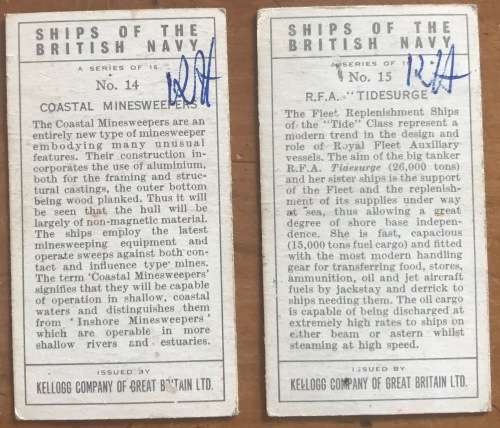 SHIPS OF THE
BRITISH NAVY
A SERIES OF 16
No. 14
COASTAL MINESWEEPERS
The Coastal Minesweepers are an
entirely new type of minesweeper
embodying many unusual
features. Their construction in-
corporates the use of aluminium,
both for the framing and struc-
tural castings, the outer bottom
being wood planked. Thus it will
be seen that the hull will be
largely of non-magnetic material.
The ships employ the latest
minesweeping equipment and
operate sweeps against both con-
tact and influence type mines.
The term 'Coastal Minesweepers'
signifies that they will be capable
of operation in shallow, coastal
waters and distinguishes them
from 'Inshore Minesweepers'
which are operable in more
shallow rivers and estuaries.
ISSUED BY
KELLOGG COMPANY OF GREAT BRITAIN LTD.
SHIPS OF THE
BRITISH NAVY
A SERIES OF 16
No. 15
R.F.A. "TIDESURGE"
The Fleet Replenishment Ships
of the "Tide" Class represent a
modern trend in the design and
role of Royal Fleet Auxillary
vessels. The aim of the big tanker
R.F.A. Tidesurge (26,000 tons)
and her sister ships is the support
of the Fleet and the replenish-
ment of its supplies under way
at sea, thus allowing a great
degree of shore base indepen-
dence. She is fast, capacious
(15,000 tons fuel cargo) and fitted
with the most modern handling
gear for transferring food, stores,
ammunition, oil and jet aircraft
fuels by jackstay and derrick to
ships needing them. The oil cargo
is capable of being discharged at
extremely high rates to ships on
either beam or astern whilst
steaming at high speed.
ISSUED BY
KELLOGG COMPANY OF GREAT BRITAIN LTD.